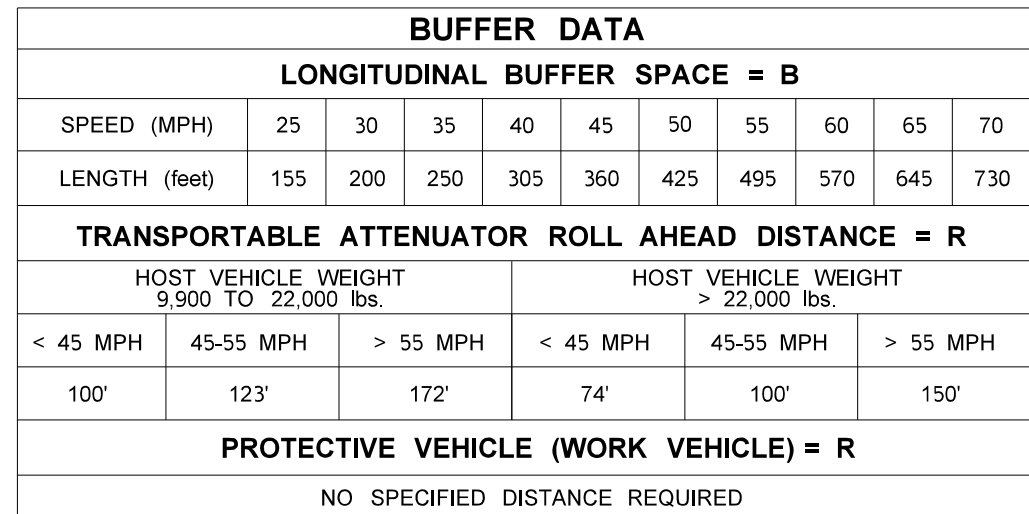 BUFFER DATA
LONGITUDINAL BUFFER SPACE = B
SPEED (MPH) 25 30 35 40 45 50 55 60 65 70
LENGTH (feet) 155 200 250 305 360 425 495 570 645 730
TRANSPORTABLE ATTENUATOR ROLL AHEAD DISTANCE = R
HOST VEHICLE WEIGHT HOST VEHICLE WEIGHT
9,900 TO 22,000 lbs. > 22,000 lbs.
< 45 MPH 45-55 MPH > 55 MPH < 45 MPH 45-55 MPH > 55 MPH
100' 123' 172' 74' 100' 150'
PROTECTIVE VEHICLE (WORK VEHICLE) = R
NO SPECIFIED DISTANCE REQUIRED